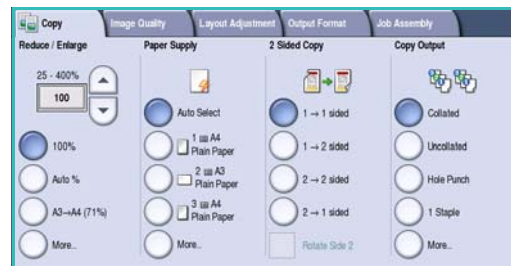 Copy
Image Quality
Layout Adjustment
Output Format
Job Assembly
Reduce / Enlarge
Paper Supply
2 Sided Copy
Copy Output
25 - 400%
100
100%
Auto %
A3→A4 (71%)
More...
Auto Select
1 A4
Plain Paper
2 A3
Plain Paper
3 A4
Plain Paper
More...
1 → 1 sided
1 → 2 sided
2 → 2 sided
2 → 1 sided
Rotate Side 2
Collated
Uncollated
Hole Punch
1 Staple
More...